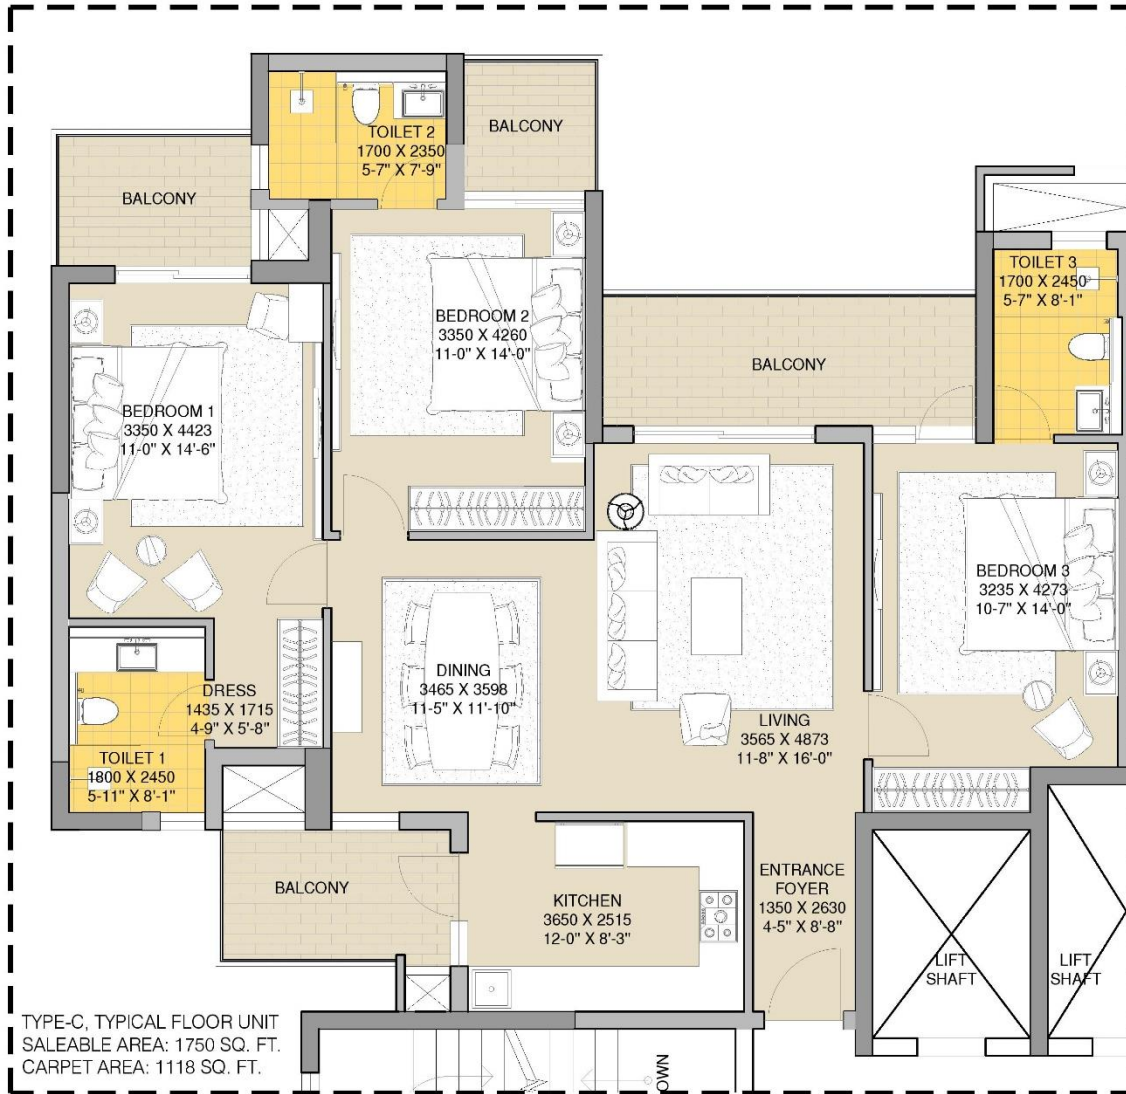 TOILET 2
1700 X 2350
5-7" X 7'-9"
BALCONY
BALCONY
TOILET 3
1700 X 2450
5-7" X 8'-1"
BEDROOM 2
3350 X 4260
11-0" X 14'-0"
BALCONY
BEDROOM 1
3350 X 4423
11-0" X 14'-6"
BEDROOM 3
3235 X 4273
10-7" X 14'-0"
DINING
3465 X 3598
11-5" X 11'-10"
DRESS
1435 X 1715
4-9" X 5'-8"
LIVING
3565 X 4873
11-8" X 16'-0"
TOILET 1
1800 X 2450
5-11" X 8'-1"
BALCONY
KITCHEN
3650 X 2515
12-0" X 8'-3"
ENTRANCE
FOYER
1350 X 2630
4-5" X 8'-8"
LIFT
SHAFT
LIFT
SHAFT
TYPE-C, TYPICAL FLOOR UNIT
SALEABLE AREA: 1750 SQ. FT.
CARPET AREA: 1118 SQ. FT.
OWN